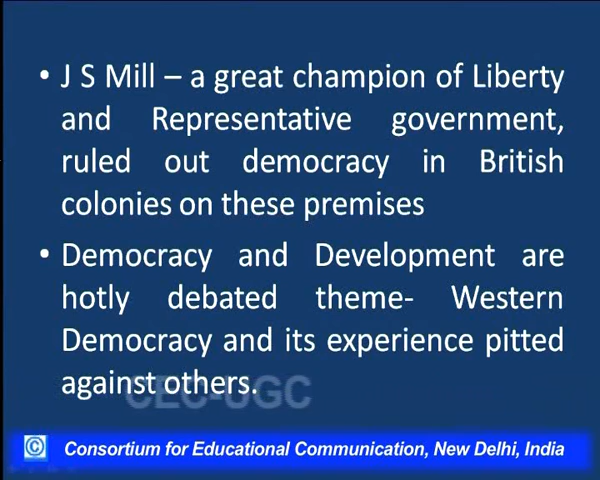 • J S Mill – a great champion of Liberty
and Representative government,
ruled out democracy in British
colonies on these premises
• Democracy and Development are
hotly debated theme- Western
Democracy and its experience pitted
against others.
CEC-UGC
© Consortium for Educational Communication, New Delhi, India